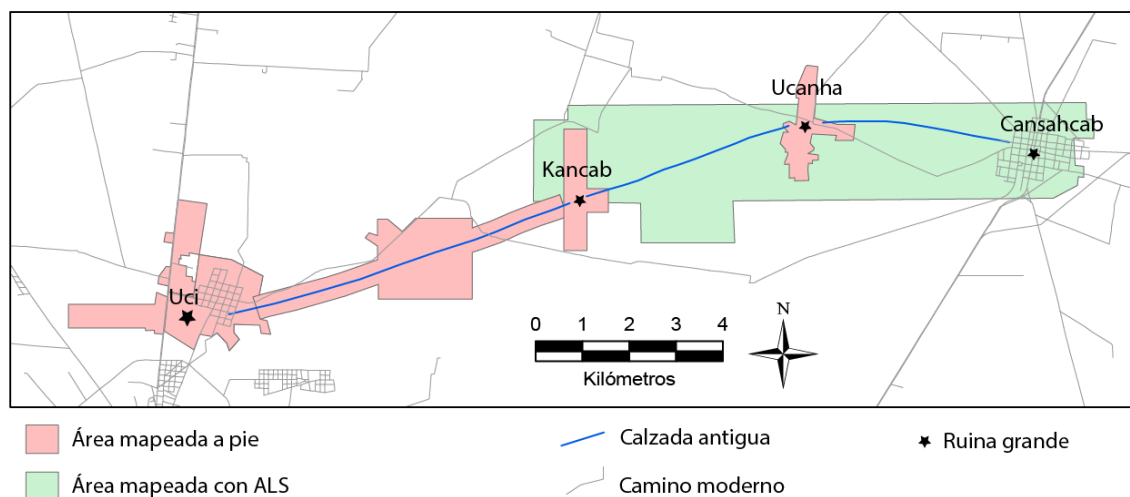 Ucanha
Cansahcab
Kancab
Uci
N
0 1 2 3 4
Kilómetros
Área mapeada a pie
Calzada antigua
Ruina grande
Área mapeada con ALS
Camino moderno